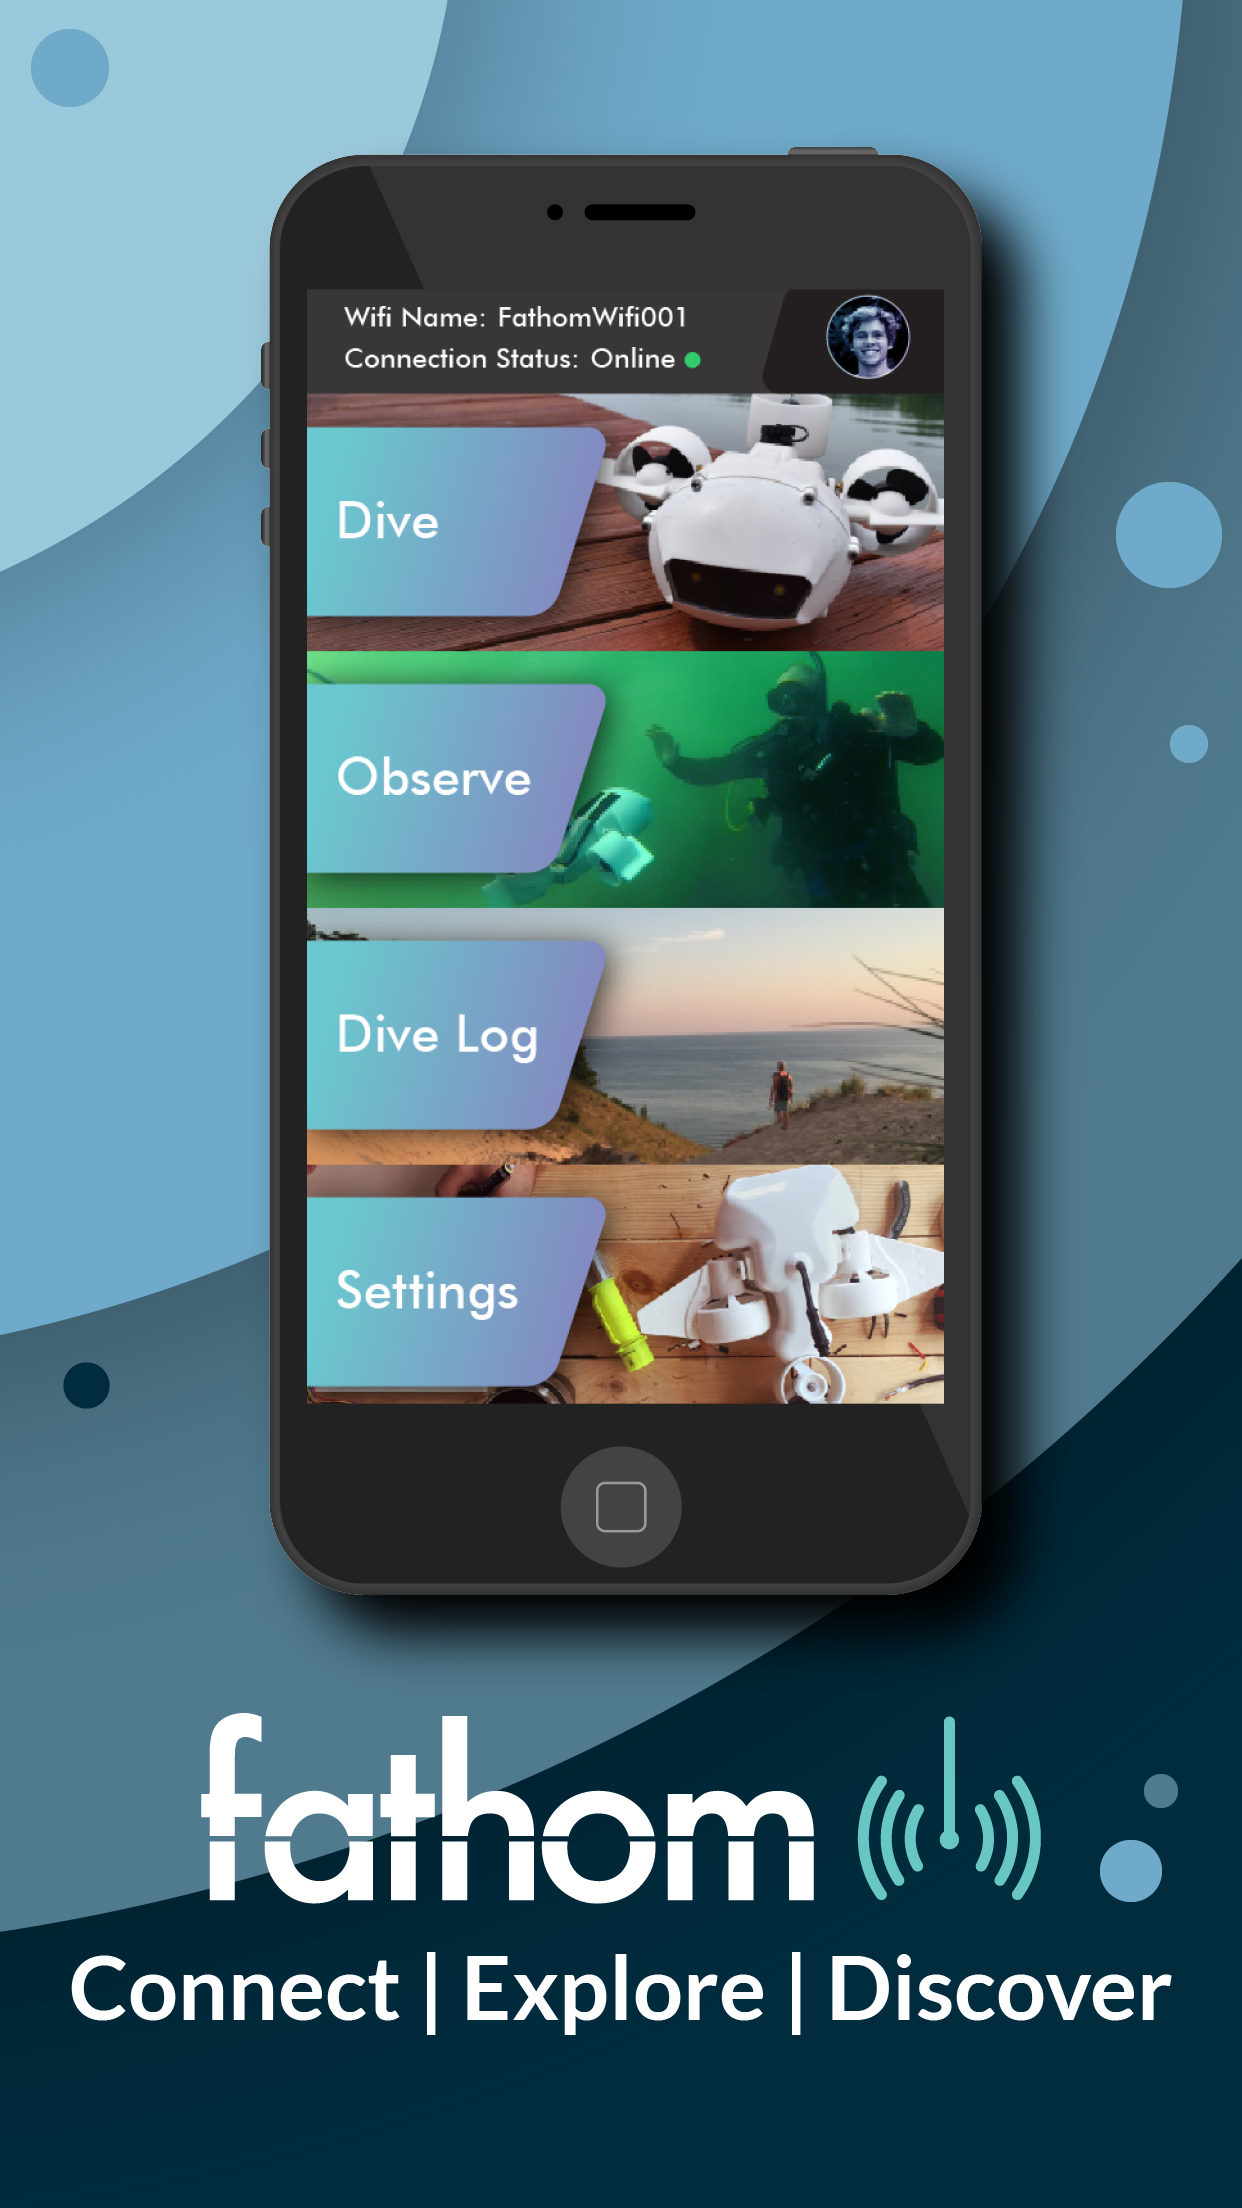 Wifi Name: FathomWifi001
Connection Status: Online
Dive
Observe
Dive Log
Settings
fathom
Connect | Explore | Discover